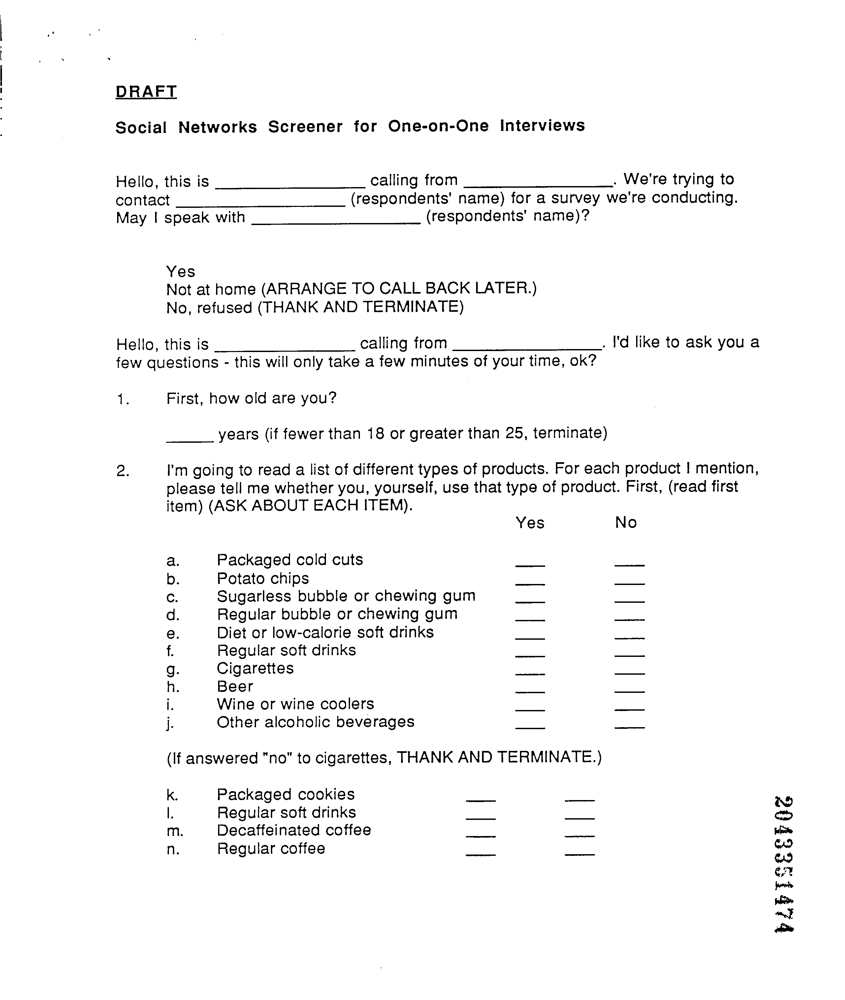 DRAFT
Social Networks Screener for One-on-One Interviews
Hello, this is ________________ calling from ________________. We're trying to
contact __________________ (respondents' name) for a survey we're conducting.
May I speak with __________________ (respondents' name)?
Yes
Not at home (ARRANGE TO CALL BACK LATER.)
No, refused (THANK AND TERMINATE)
Hello, this is _______________ calling from ________________. I'd like to ask you a
few questions - this will only take a few minutes of your time, ok?
1. First, how old are you?
_____ years (if fewer than 18 or greater than 25, terminate)
2. I'm going to read a list of different types of products. For each product I mention,
please tell me whether you, yourself, use that type of product. First, (read first
item) (ASK ABOUT EACH ITEM).
Yes No
a. Packaged cold cuts ___ ___
b. Potato chips ___ ___
c. Sugarless bubble or chewing gum ___ ___
d. Regular bubble or chewing gum ___ ___
e. Diet or low-calorie soft drinks ___ ___
f. Regular soft drinks ___ ___
g. Cigarettes ___ ___
h. Beer ___ ___
i. Wine or wine coolers ___ ___
j. Other alcoholic beverages ___ ___
(If answered "no" to cigarettes, THANK AND TERMINATE.)
k. Packaged cookies ___ ___
l. Regular soft drinks ___ ___
m. Decaffeinated coffee ___ ___
n. Regular coffee ___ ___
2043351474